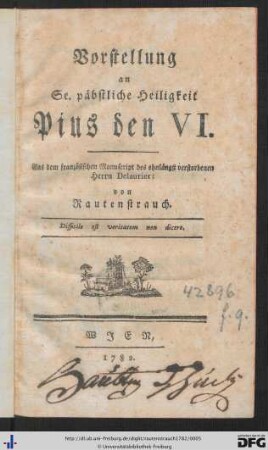 Vorstellung
an
Se. päbstliche Heiligkeit
Pius den VI.
Aus dem französischen Manuskript des ohnlängst verstorbenen
Herrn Delaurier:
von
Rautenstrauch.
Difficile est veritatem non dicere.
42896
f.g.
WIEN,
1782.
http://dl.ub.uni-freiburg.de/diglit/rautenstrauch1782/0005
© Universitätsbibliothek Freiburg
gefördert durch
DFG